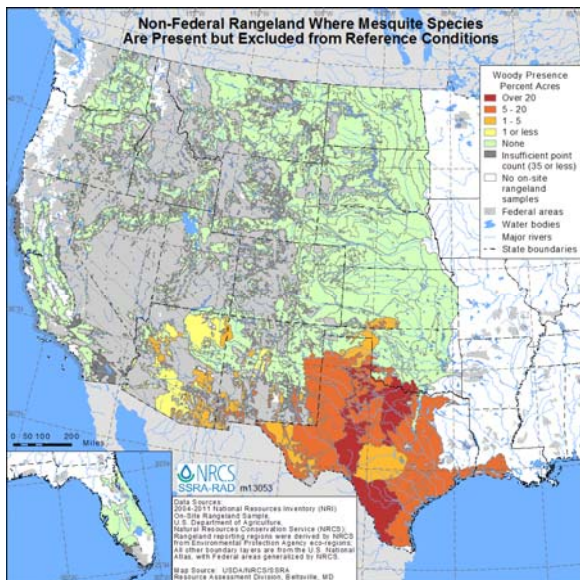 Non-Federal Rangeland Where Mesquite Species
Are Present but Excluded from Reference Conditions
Woody Presence
Percent Acres
Over 20
5 - 20
1 - 5
1 or less
None
Insufficient point
count (35 or less)
No on-site
rangeland
samples
Federal areas
Water bodies
Major rivers
State boundaries
0 50 100 200
Miles
NRCS
SSRA-RAD
m13053
Data Sources:
2004-2011 National Resources Inventory (NRI)
On-Site Rangeland Sample,
U.S. Department of Agriculture,
Natural Resources Conservation Service (NRCS).
Rangeland reporting regions were derived by NRCS
from Environmental Protection Agency eco-regions.
All other boundary layers are from the U.S. National
Atlas, with Federal areas generalized by NRCS.
Map Source: USDA/NRCS/SSRA
Resource Assessment Division, Beltsville, MD